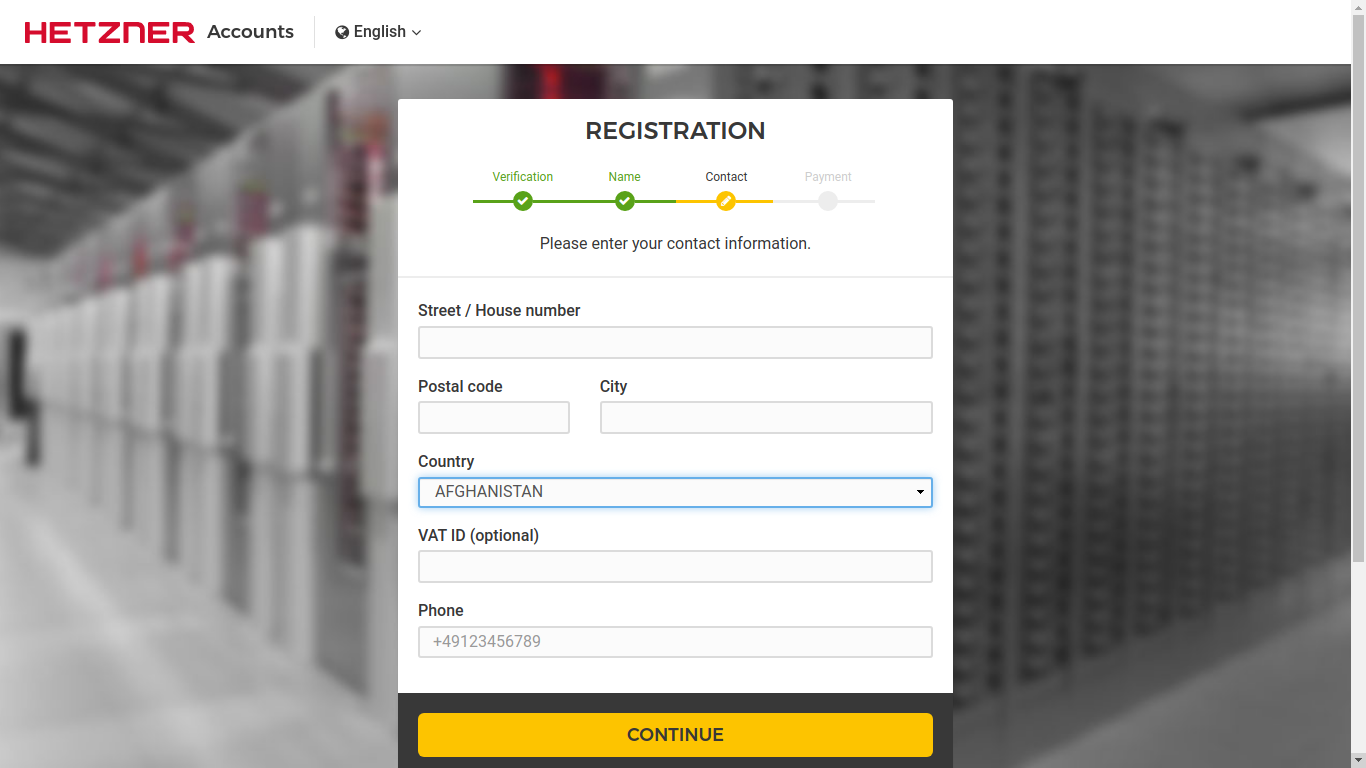 HETZNER Accounts English
REGISTRATION
Verification Name Contact Payment
Please enter your contact information.
Street / House number
Postal code City
Country
AFGHANISTAN
VAT ID (optional)
Phone
+49123456789
CONTINUE